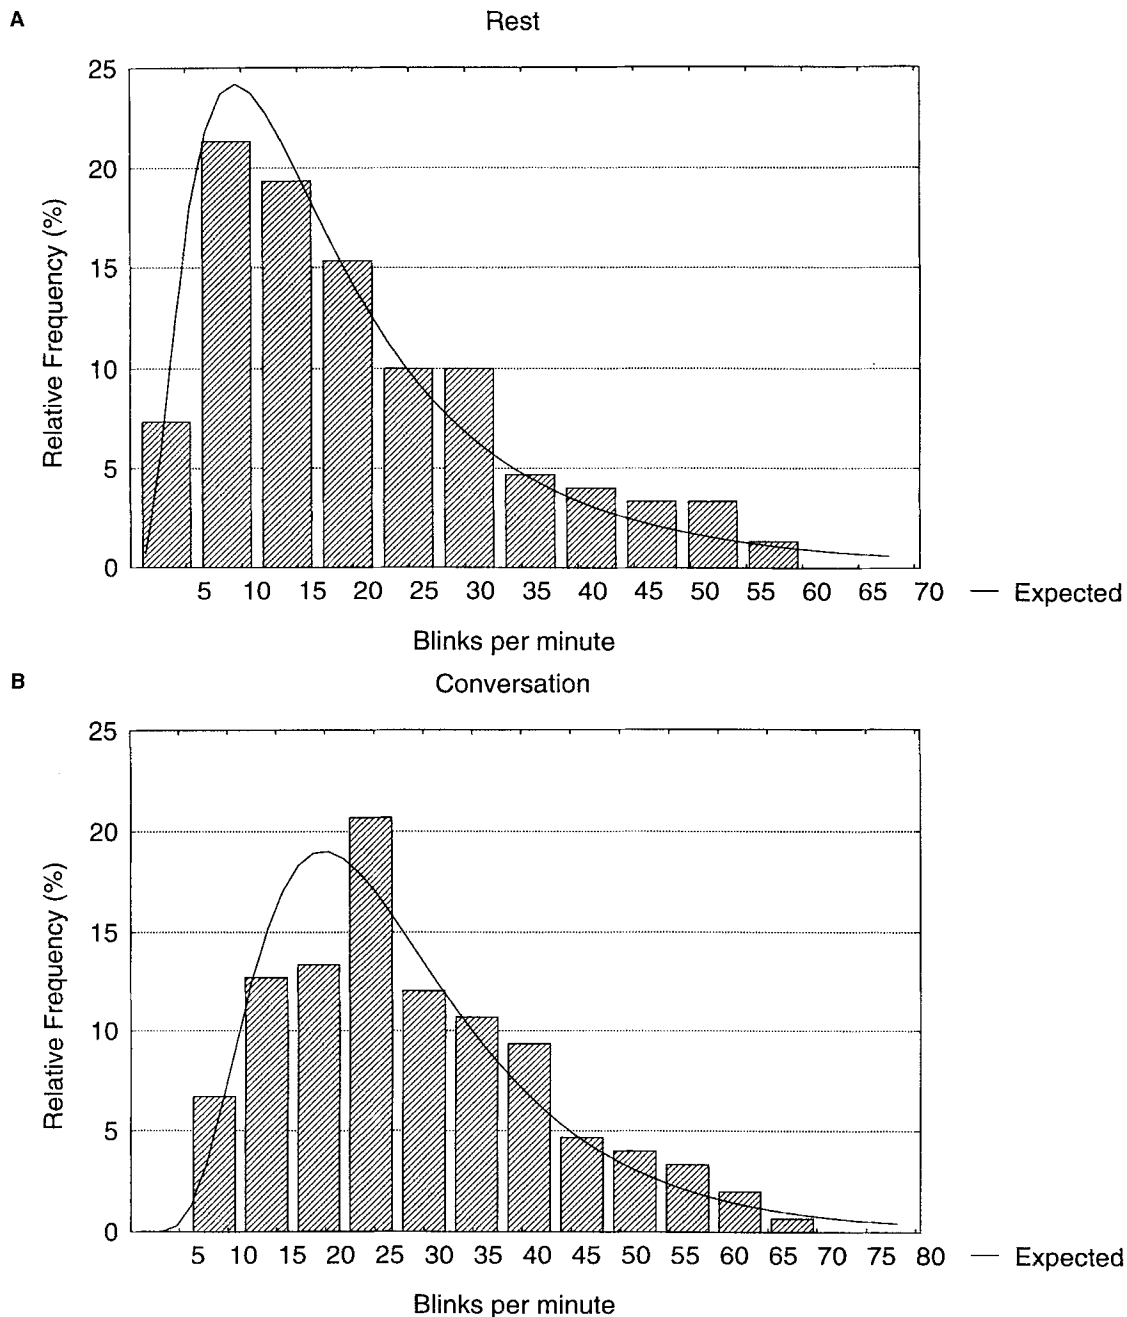 A
Rest
25
20
15
10
5
0
Relative Frequency (%)
5 10 15 20 25 30 35 40 45 50 55 60 65 70
Expected
Blinks per minute
B
Conversation
25
20
15
10
5
0
Relative Frequency (%)
5 10 15 20 25 30 35 40 45 50 55 60 65 70 75 80
Expected
Blinks per minute